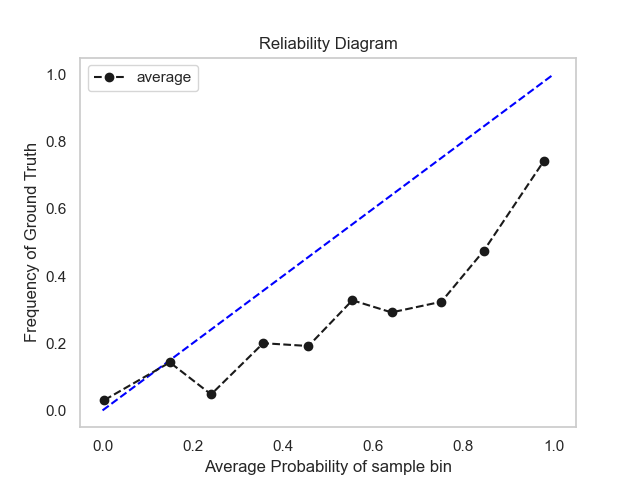 Reliability Diagram
average
1.0
0.8
0.6
0.4
0.2
0.0
Frequency of Ground Truth
0.0 0.2 0.4 0.6 0.8 1.0
Average Probability of sample bin